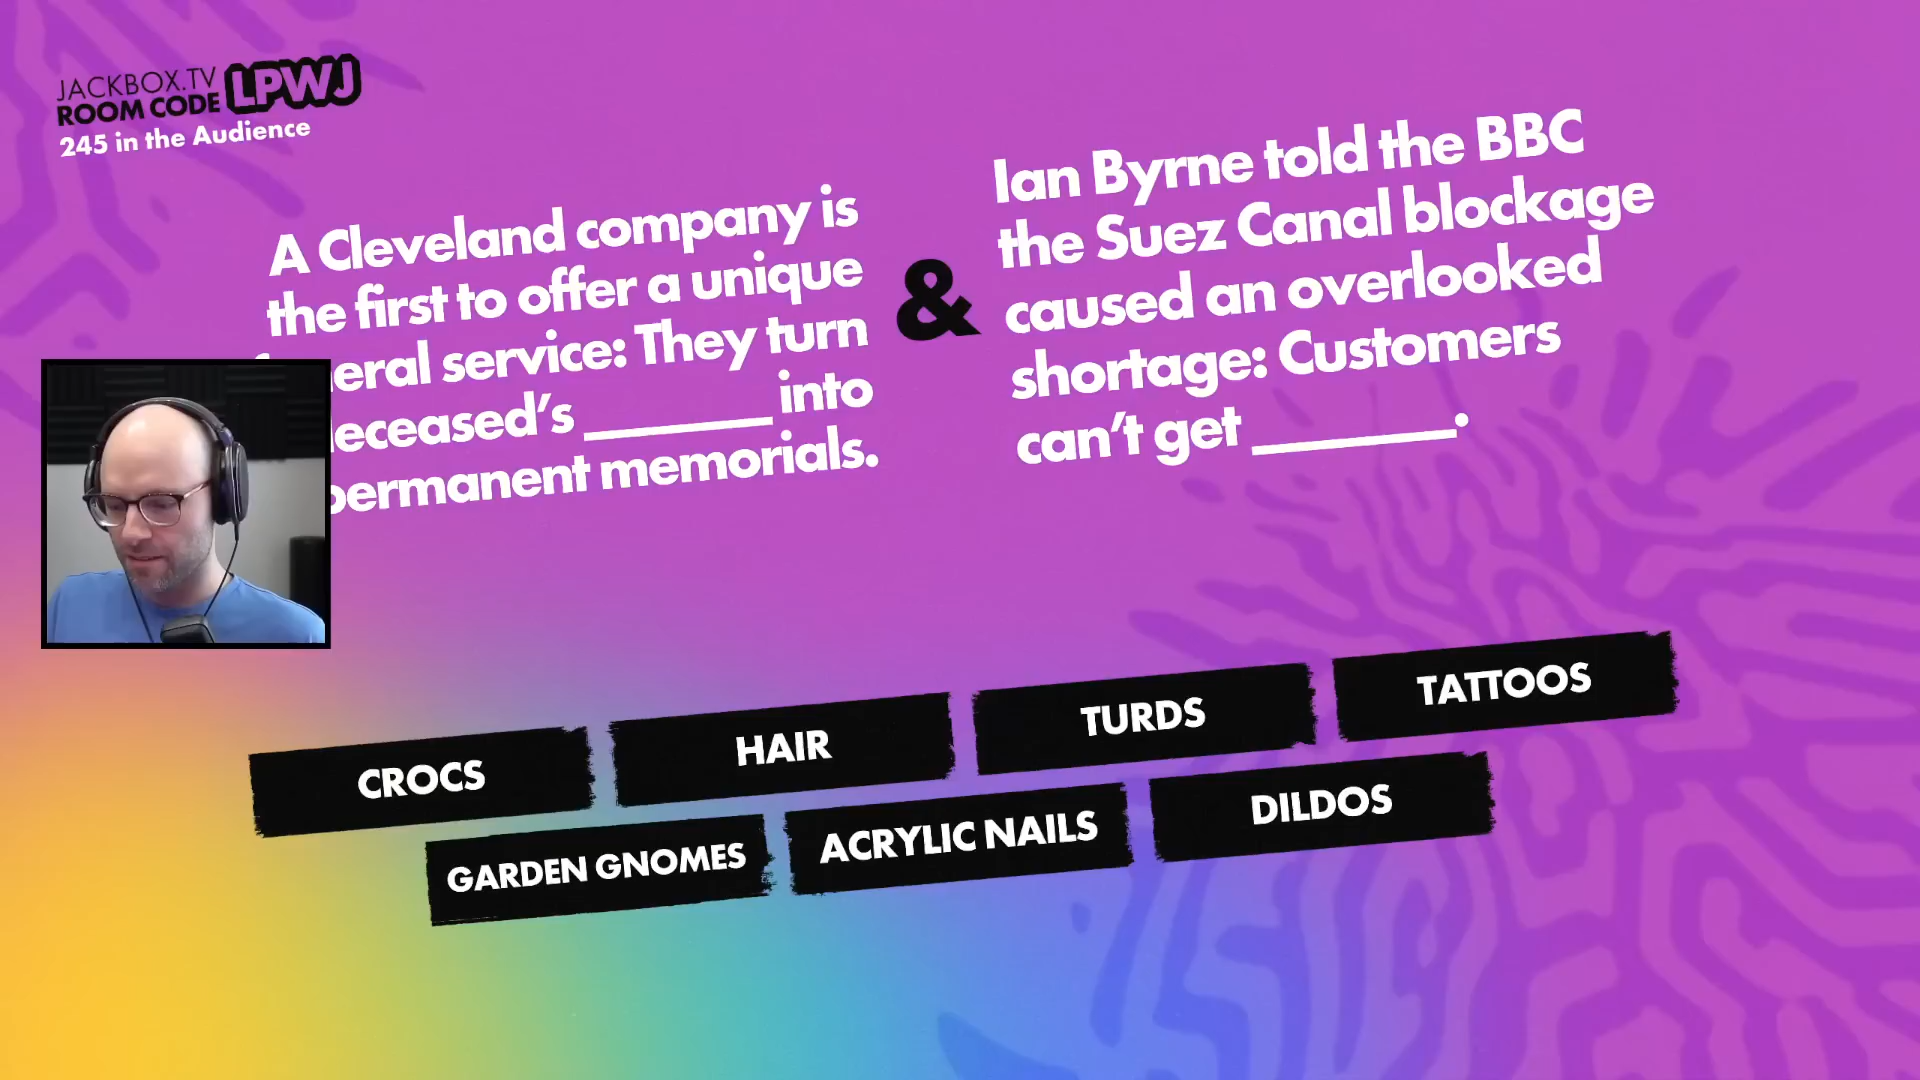 JACKBOX.TV
ROOM CODE LPWJ
245 in the Audience
A Cleveland company is
the first to offer a unique
eral service: They turn
eceased's ______ into
permanent memorials.
&
Ian Byrne told the BBC
the Suez Canal blockage
caused an overlooked
shortage: Customers
can't get ______.
CROCS
HAIR
TURDS
TATTOOS
GARDEN GNOMES
ACRYLIC NAILS
DILDOS